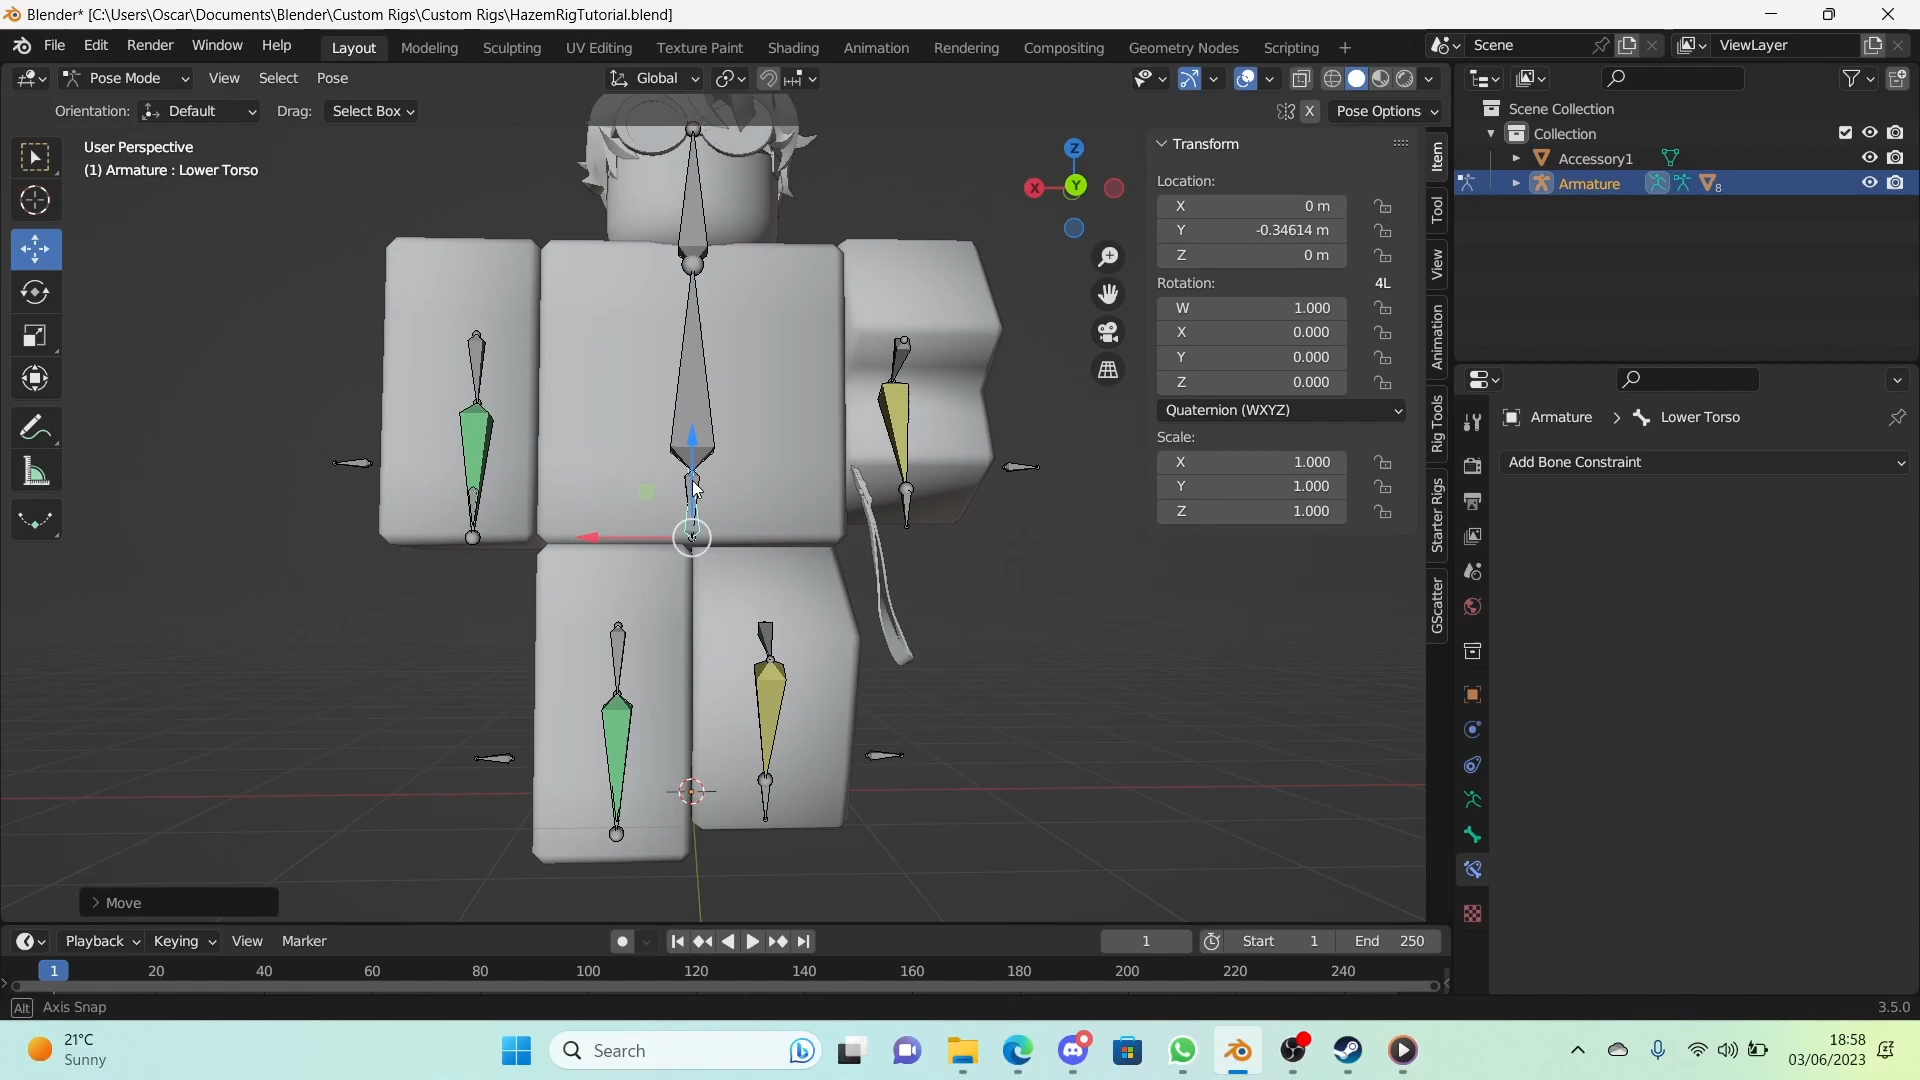 Blender* [C:\Users\Oscar\Documents\Blender\Custom Rigs\Custom Rigs\HazemRigTutorial.blend]
File Edit Render Window Help Layout Modeling Sculpting UV Editing Texture Paint Shading Animation Rendering Compositing Geometry Nodes Scripting + Scene ViewLayer
Pose Mode View Select Pose Global
Orientation: Default Drag: Select Box X Pose Options
User Perspective
(1) Armature : Lower Torso
Z
X
Y
Transform
Location:
X 0 m
Y -0.34614 m
Z 0 m
Rotation: 4L
W 1.000
X 0.000
Y 0.000
Z 0.000
Quaternion (WXYZ)
Scale:
X 1.000
Y 1.000
Z 1.000
Item
Tool
View
Animation
Rig Tools
Starter Rigs
GScatter
Scene Collection
Collection
Accessory1
Armature 8
Armature > Lower Torso
Add Bone Constraint
> Move
Playback Keying View Marker 1 Start 1 End 250
1 20 40 60 80 100 120 140 160 180 200 220 240
Alt Axis Snap 3.5.0
21°C
Sunny
Search
18:58
03/06/2023